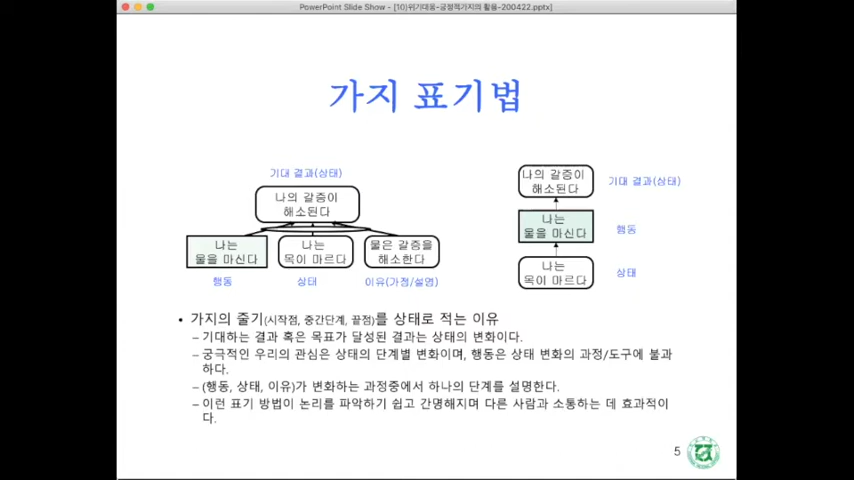 PowerPoint Slide Show - [10)위기대응-긍정적가지의 활용-200422.pptx]
가지 표기법
기대 결과(상태)
나의 갈증이
해소된다
나는
물을 마신다
나는
목이 마르다
물은 갈증을
해소한다
행동
상태
이유(가정/설명)
나의 갈증이
해소된다
기대 결과(상태)
나는
물을 마신다
행동
나는
목이 마르다
상태
• 가지의 줄기(시작점, 중간단계, 끝점)를 상태로 적는 이유
– 기대하는 결과 혹은 목표가 달성된 결과는 상태의 변화이다.
– 궁극적인 우리의 관심은 상태의 단계별 변화이며, 행동은 상태 변화의 과정/도구에 불과
하다.
– (행동, 상태, 이유)가 변화하는 과정중에서 하나의 단계를 설명한다.
– 이런 표기 방법이 논리를 파악하기 쉽고 간명해지며 다른 사람과 소통하는 데 효과적이
다.
5